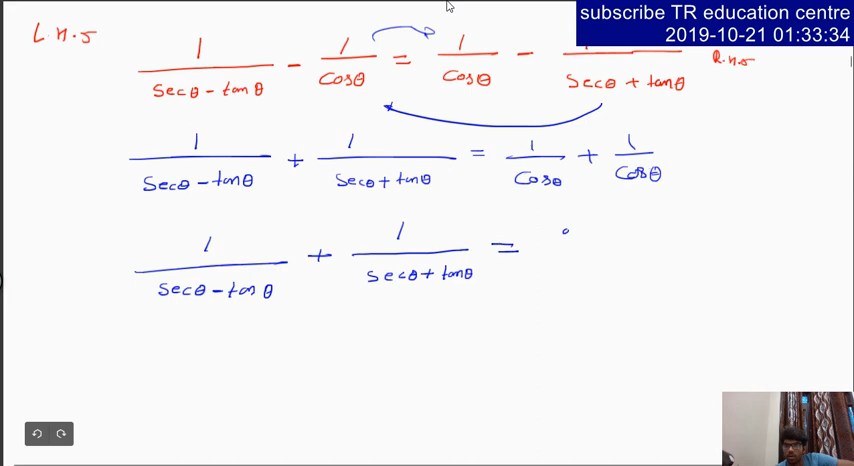 subscribe TR education centre
2019-10-21 01:33:34
L.H.S 1/(Secθ - tanθ) - 1/Cosθ = 1/Cosθ - 1/(Secθ + tanθ) R.H.S
1/(Secθ - tanθ) + 1/(Secθ + tanθ) = 1/Cosθ + 1/Cosθ
1/(Secθ - tanθ) + 1/(Secθ + tanθ) =